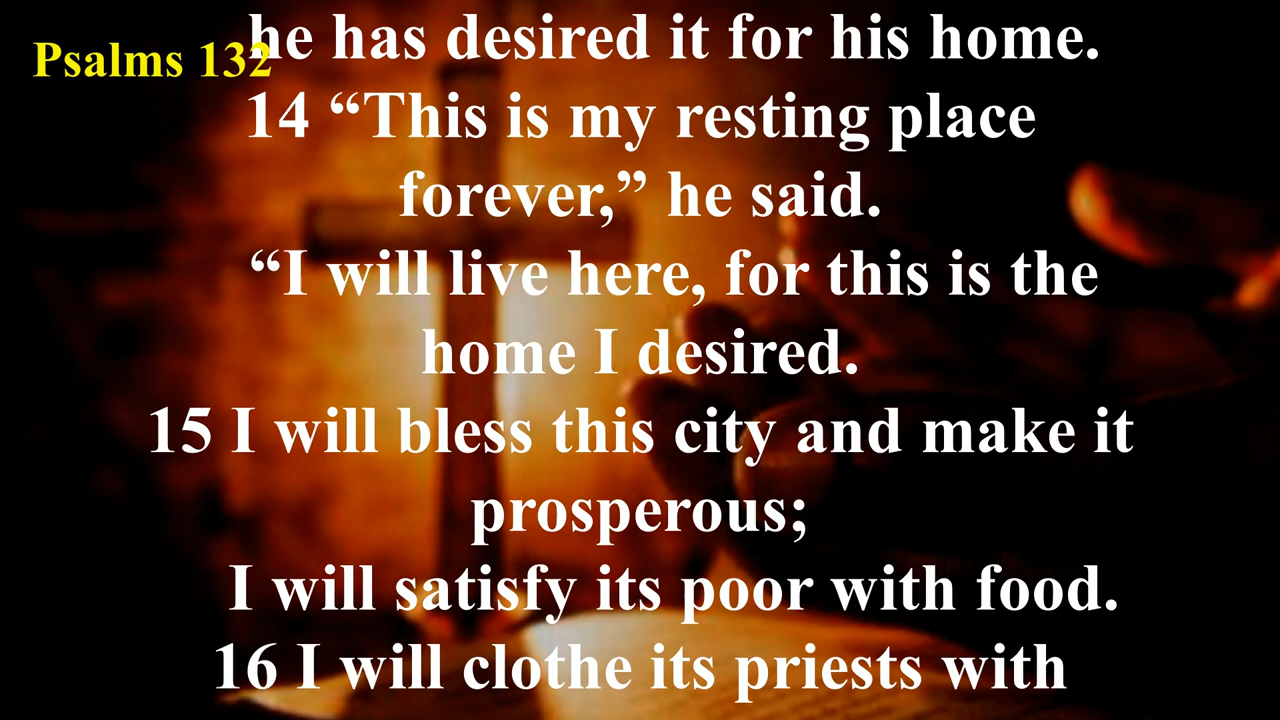 Psalms 132
he has desired it for his home.
14 “This is my resting place
forever,” he said.
“I will live here, for this is the
home I desired.
15 I will bless this city and make it
prosperous;
I will satisfy its poor with food.
16 I will clothe its priests with